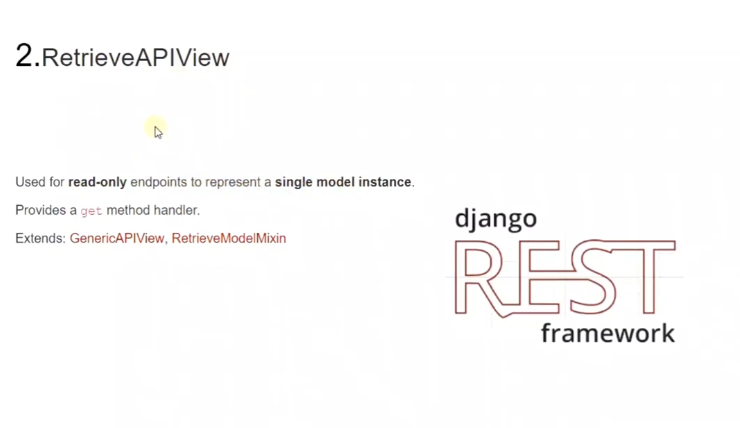 2.RetrieveAPIView
Used for read-only endpoints to represent a single model instance.
Provides a get method handler.
Extends: GenericAPIView, RetrieveModelMixin
django
REST
framework